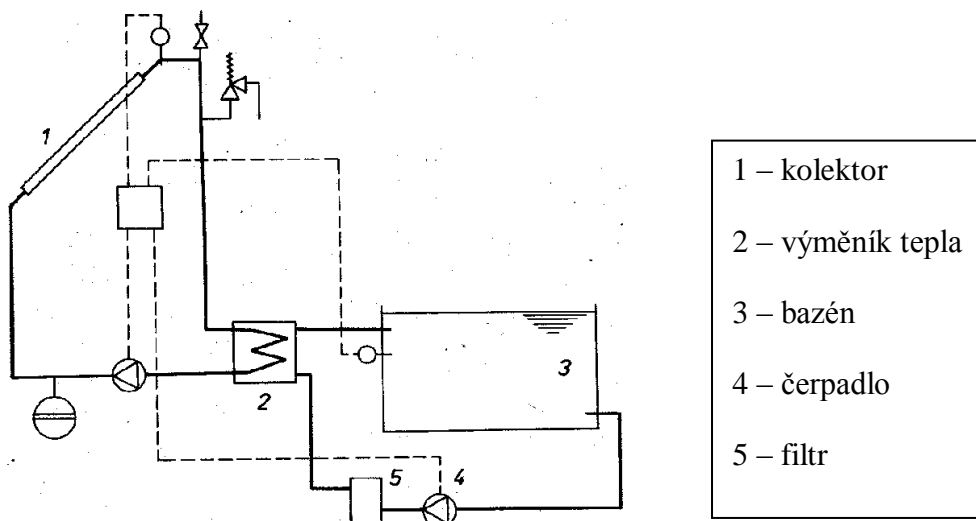 1
2
3
5 4
1 – kolektor
2 – výměník tepla
3 – bazén
4 – čerpadlo
5 – filtr